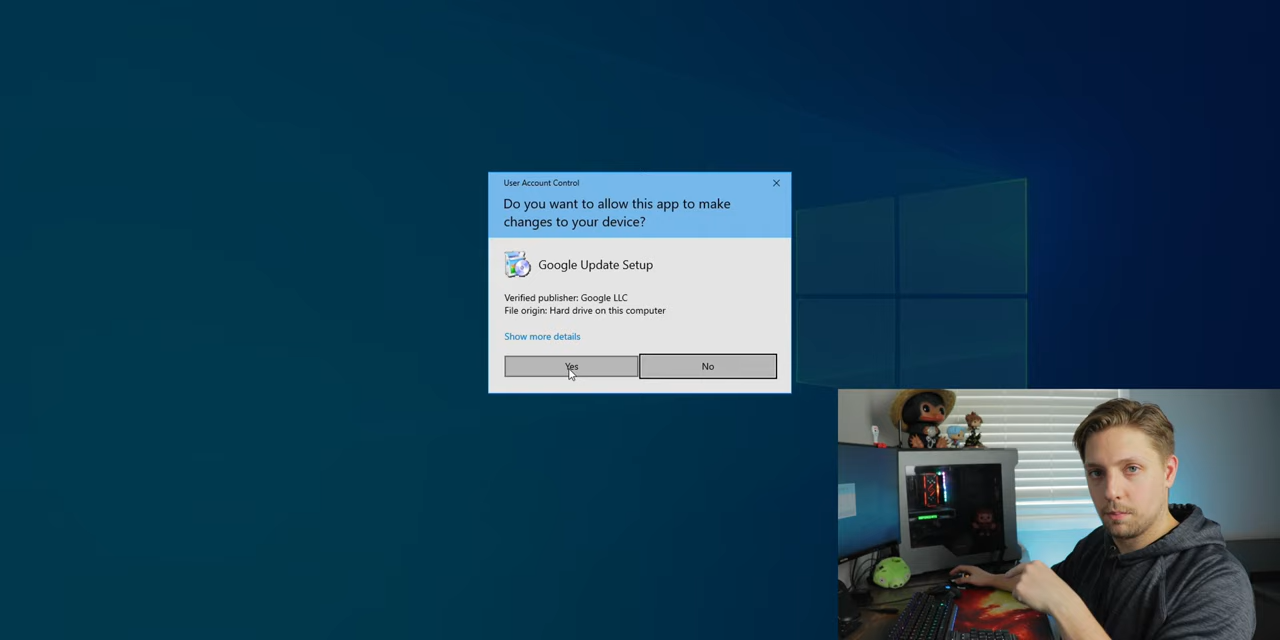 User Account Control
Do you want to allow this app to make
changes to your device?
Google Update Setup
Verified publisher: Google LLC
File origin: Hard drive on this computer
Show more details
Yes
No